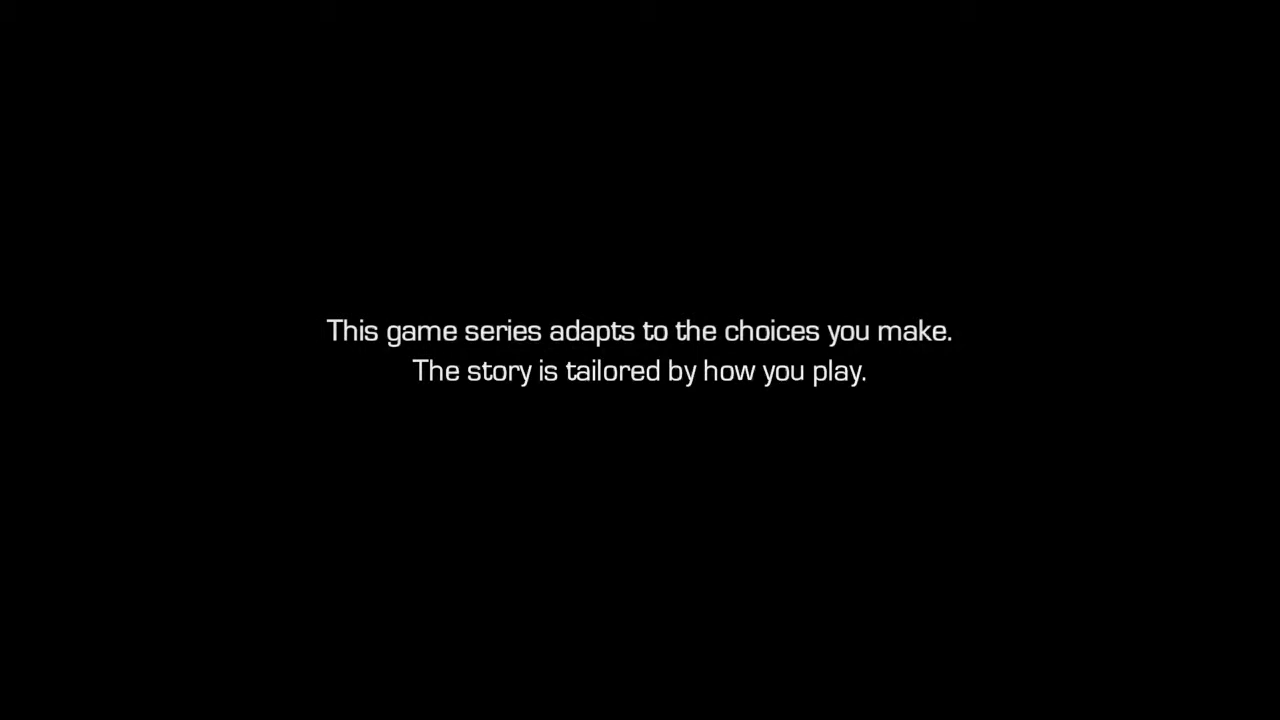 This game series adapts to the choices you make.
The story is tailored by how you play.